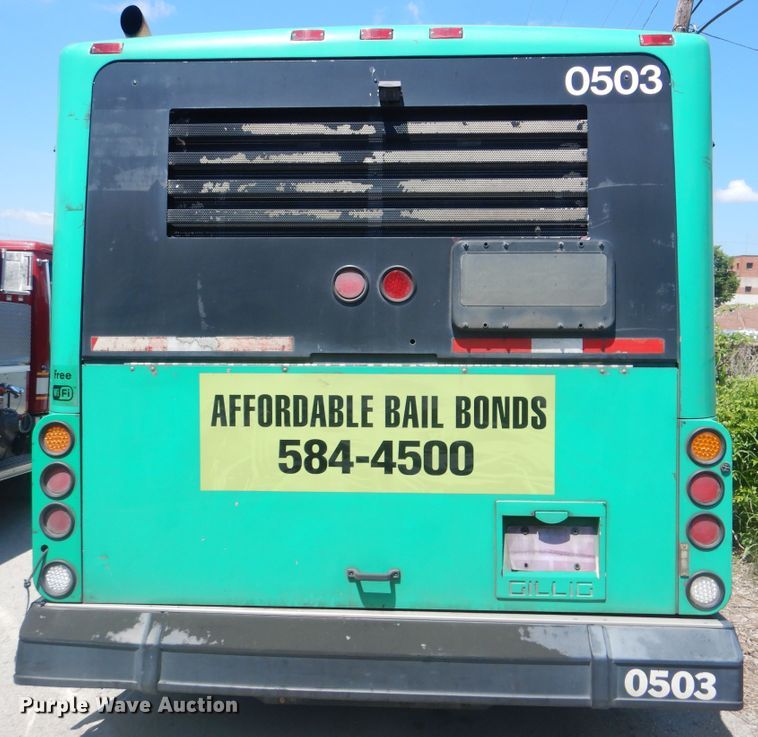 0503
free
WiFi
AFFORDABLE BAIL BONDS
584-4500
GILLIG
0503
Purple Wave Auction